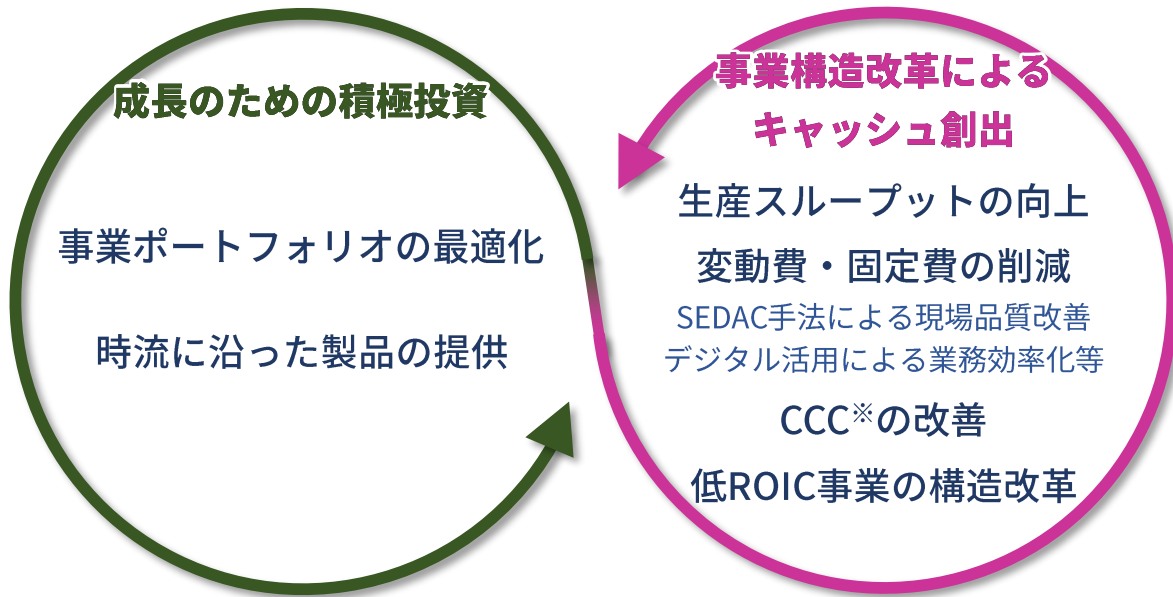 成長のための積極投資
事業ポートフォリオの最適化
時流に沿った製品の提供
事業構造改革による
キャッシュ創出
生産スループットの向上
変動費・固定費の削減
SEDAC手法による現場品質改善
デジタル活用による業務効率化等
CCC※の改善
低ROIC事業の構造改革